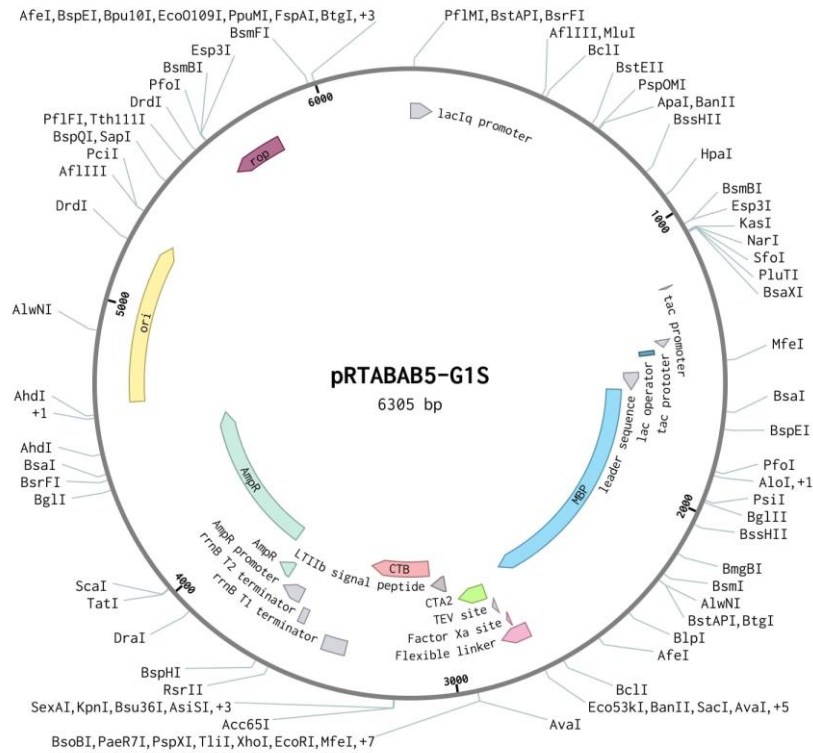 AfeI,BspEI,Bpu10I,EcoO109I,PpuMI,FspAI,BtgI,+3
BsmFI
Esp3I
BsmBI
PfoI
DrdI
PflFI,Tth111I
BspQI,SapI
PciI
AflIII
DrdI
AlwNI
AhdI
+1
AhdI
BsaI
BsrFI
BglI
ScaI
TatI
DraI
BspHI
RsrII
SexAI,KpnI,Bsu36I,AsiSI,+3
Acc65I
BsoBI,PaeR7I,PspXI,TliI,XhoI,EcoRI,MfeI,+7
PflMI,BstAPI,BsrFI
AflIII,MluI
BclI
BstEII
PspOMI
ApaI,BanII
BssHII
HpaI
BsmBI
Esp3I
KasI
NarI
SfoI
PluTI
BsaXI
MfeI
BsaI
BspEI
PfoI
AloI,+1
PsiI
BglII
BssHII
BmgBI
BsmI
AlwNI
BstAPI,BtgI
BlpI
AfeI
BclI
Eco53kI,BanII,SacI,AvaI,+5
AvaI
6000
1000
2000
3000
4000
5000
lacIq promoter
rop
ori
tac promoter
tac prototer
lac operator
leader sequence
MBP
pRTABAB5-G1S
6305 bp
AmpR
AmpR
AmpR promoter
rrnB T2 terminator
rrnB T1 terminator
LTIIb signal peptide
CTB
CTA2
TEV site
Factor Xa site
Flexible linker